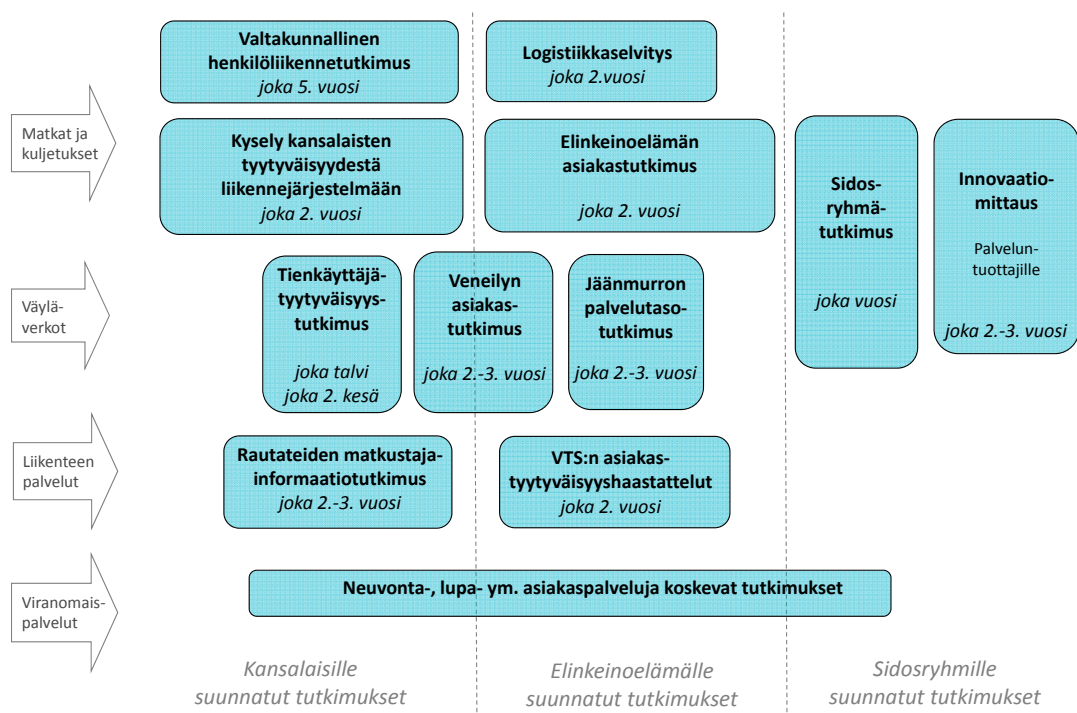 Valtakunnallinen
henkilöliikennetutkimus
joka 5. vuosi
Logistiikkaselvitys
joka 2.vuosi
Matkat ja
kuljetukset
Kysely kansalaisten
tyytyväisyydestä
liikennejärjestelmään
joka 2. vuosi
Elinkeinoelämän
asiakastutkimus
joka 2. vuosi
Sidos-
ryhmä-
tutkimus
joka vuosi
Innovaatio-
mittaus
Palvelun-
tuottajille
joka 2.-3. vuosi
Väylä-
verkot
Tienkäyttäjä-
tyytyväisyys-
tutkimus
joka talvi
joka 2. kesä
Veneilyn
asiakas-
tutkimus
joka 2.-3. vuosi
Jäänmurron
palvelutaso-
tutkimus
joka 2.-3. vuosi
Liikenteen
palvelut
Rautateiden matkustaja-
informaatiotutkimus
joka 2.-3. vuosi
VTS:n asiakas-
tyytyväisyyshaastattelut
joka 2. vuosi
Viranomais-
palvelut
Neuvonta-, lupa- ym. asiakaspalveluja koskevat tutkimukset
Kansalaisille
suunnatut tutkimukset
Elinkeinoelämälle
suunnatut tutkimukset
Sidosryhmille
suunnatut tutkimukset